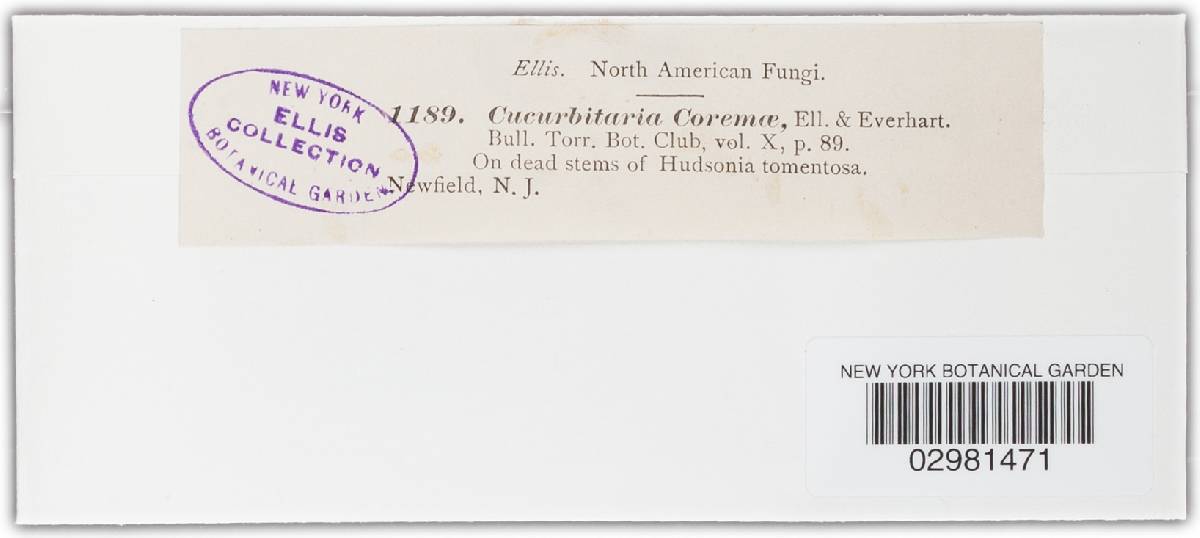 Ellis. North American Fungi.
1189. Cucurbitaria Coremæ, Ell. & Everhart.
Bull. Torr. Bot. Club, vol. X, p. 89.
On dead stems of Hudsonia tomentosa.
Newfield, N. J.
NEW YORK
ELLIS
COLLECTION
BOTANICAL GARDEN
NEW YORK BOTANICAL GARDEN
02981471